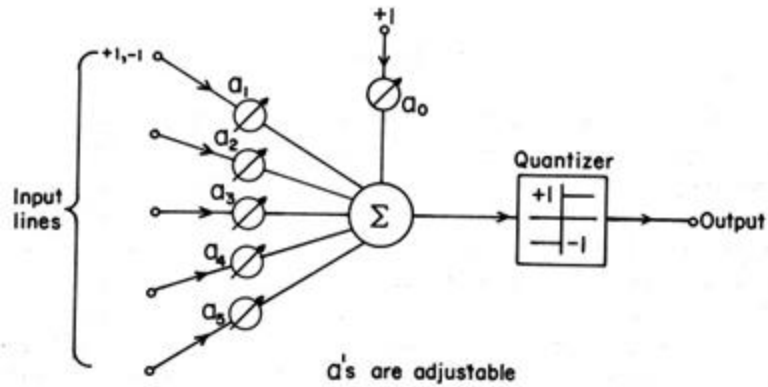 +1
+1,-1
a1
a0
a2
Quantizer
a3
+1
Input
lines
Σ
Output
-1
a4
a5
a's are adjustable